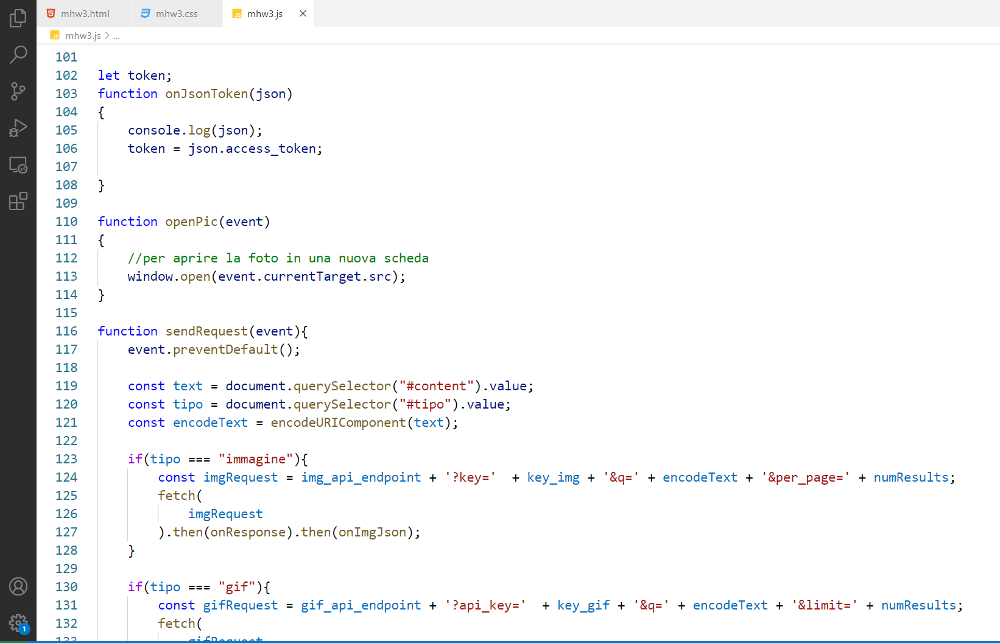 mhw3.html mhw3.css JS mhw3.js
JS mhw3.js > ...
101
102 let token;
103 function onJsonToken(json)
104 {
105 console.log(json);
106 token = json.access_token;
107
108 }
109
110 function openPic(event)
111 {
112 //per aprire la foto in una nuova scheda
113 window.open(event.currentTarget.src);
114 }
115
116 function sendRequest(event){
117 event.preventDefault();
118
119 const text = document.querySelector("#content").value;
120 const tipo = document.querySelector("#tipo").value;
121 const encodeText = encodeURIComponent(text);
122
123 if(tipo === "immagine"){
124 const imgRequest = img_api_endpoint + '?key='  + key_img + '&q=' + encodeText + '&per_page=' + numResults;
125 fetch(
126 imgRequest
127 ).then(onResponse).then(onImgJson);
128 }
129
130 if(tipo === "gif"){
131 const gifRequest = gif_api_endpoint + '?api_key='  + key_gif + '&q=' + encodeText + '&limit=' + numResults;
132 fetch(
133 gifRequest
1